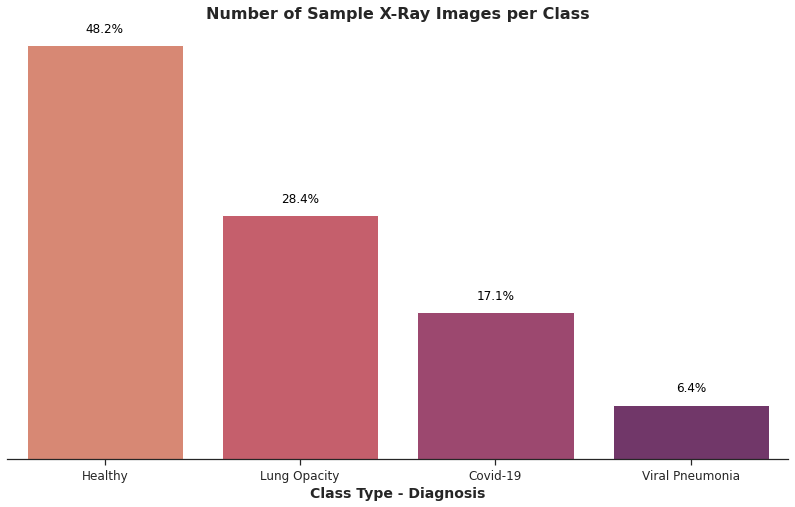 Number of Sample X-Ray Images per Class
48.2%
28.4%
17.1%
6.4%
Healthy
Lung Opacity
Covid-19
Viral Pneumonia
Class Type - Diagnosis